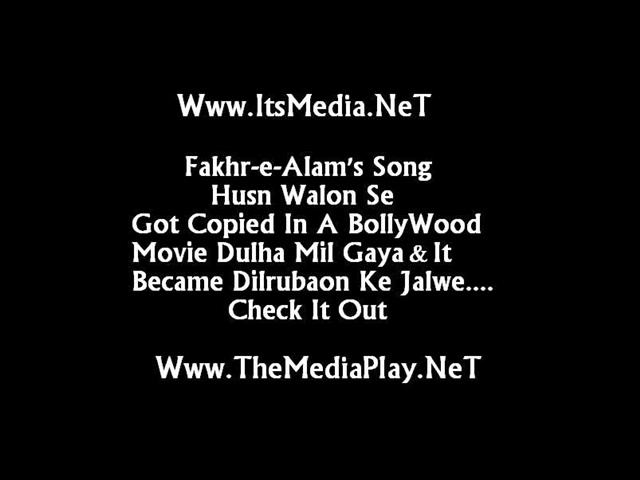 Www.ItsMedia.NeT
Fakhr-e-Alam's Song
Husn Walon Se
Got Copied In A BollyWood
Movie Dulha Mil Gaya & It
Became Dilrubaon Ke Jalwe....
Check It Out
Www.TheMediaPlay.NeT